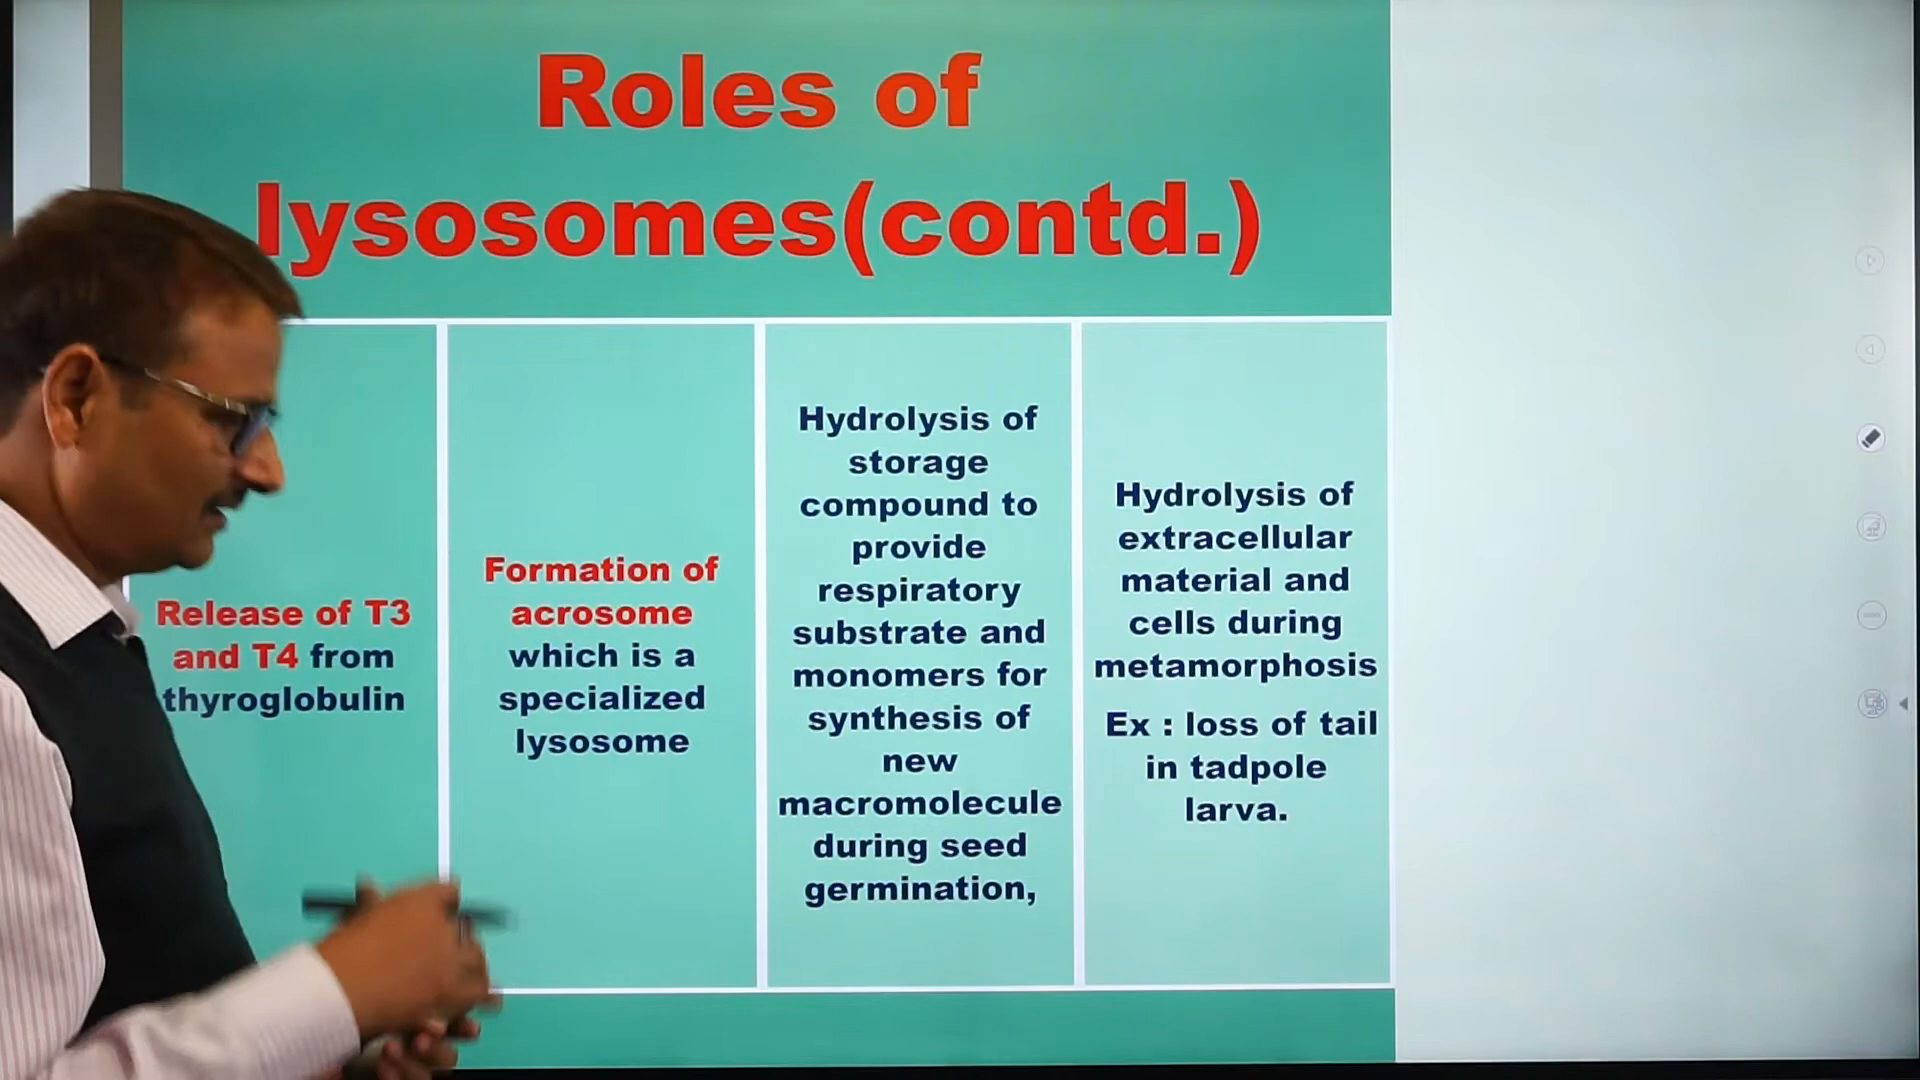 Roles of
lysosomes(contd.)
Release of T3
and T4 from
thyroglobulin
Formation of
acrosome
which is a
specialized
lysosome
Hydrolysis of
storage
compound to
provide
respiratory
substrate and
monomers for
synthesis of
new
macromolecule
during seed
germination,
Hydrolysis of
extracellular
material and
cells during
metamorphosis
Ex : loss of tail
in tadpole
larva.